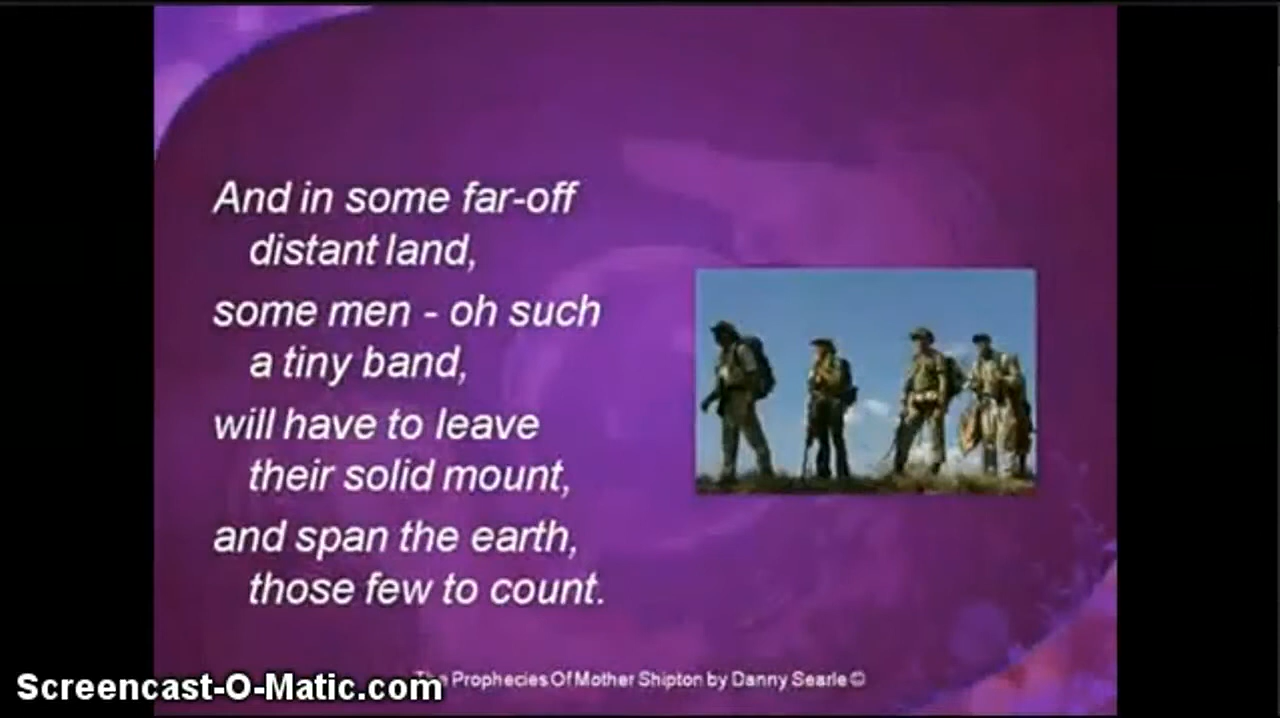 And in some far-off
distant land,
some men - oh such
a tiny band,
will have to leave
their solid mount,
and span the earth,
those few to count.
Prophecies Of Mother Shipton by Danny Searle ©
Screencast-O-Matic.com